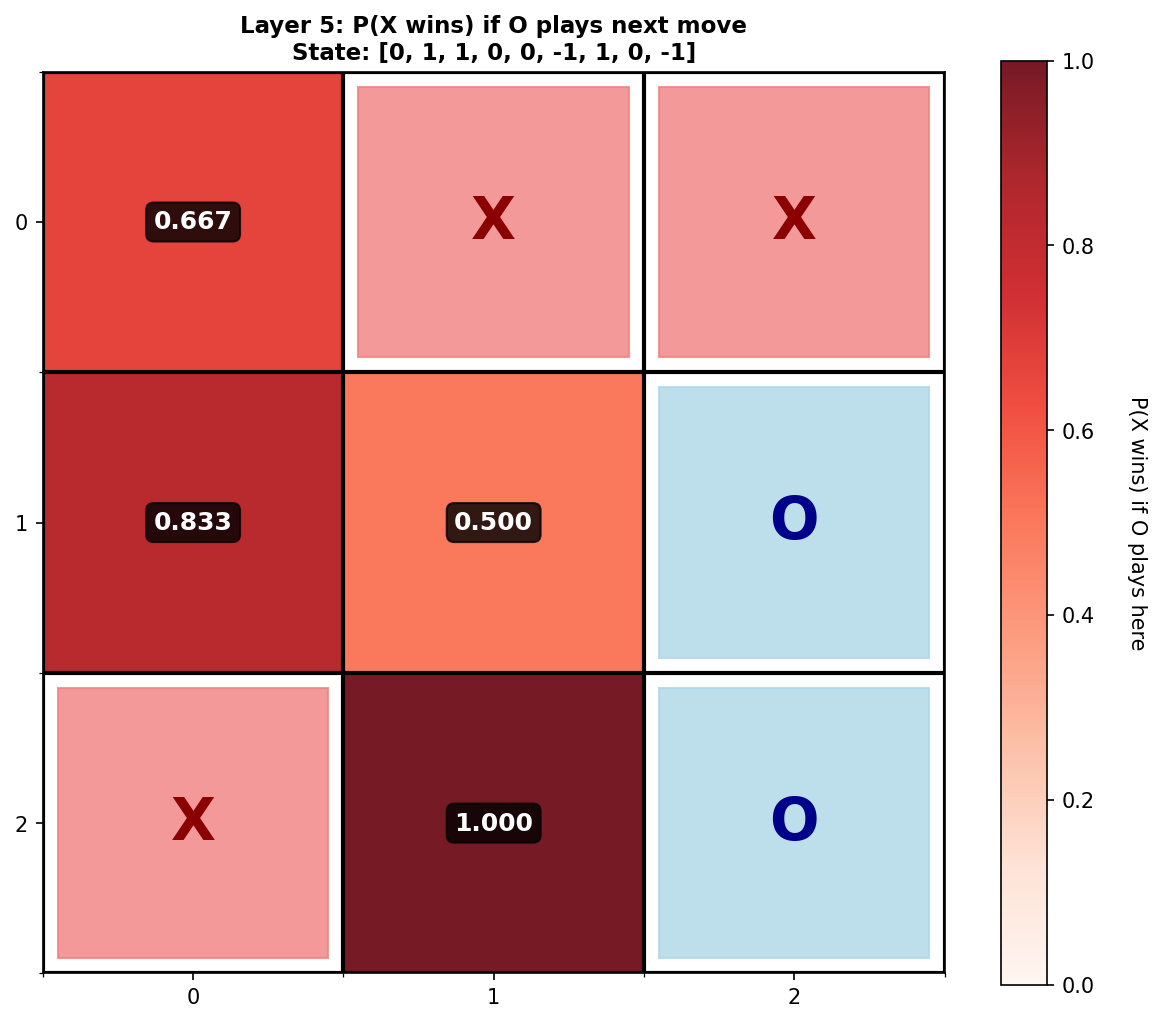 Layer 5: P(X wins) if O plays next move
State: [0, 1, 1, 0, 0, -1, 1, 0, -1]
0
0.667
X
X
1
0.833
0.500
O
2
X
1.000
O
0
1
2
1.0
0.8
0.6
0.4
0.2
0.0
P(X wins) if O plays here